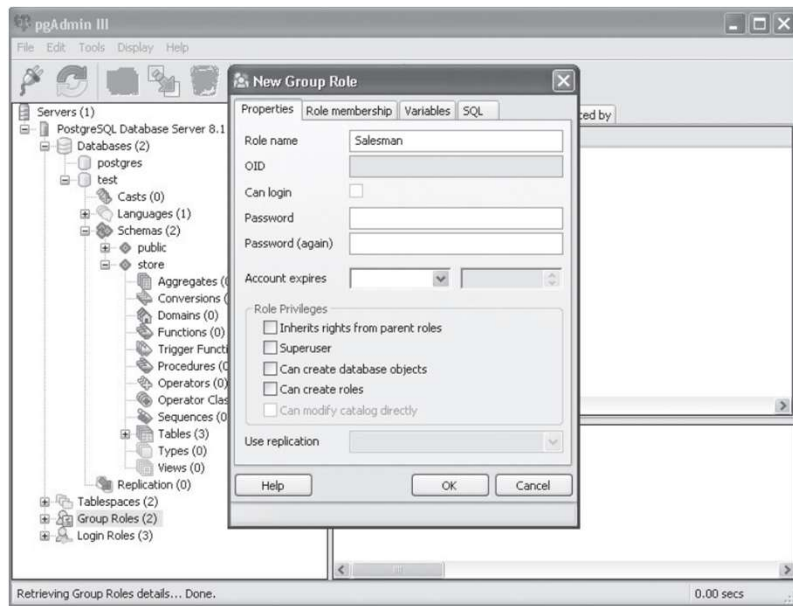 pgAdmin III
File Edit Tools Display Help
Servers (1)
PostgreSQL Database Server 8.1
Databases (2)
postgres
test
Casts (0)
Languages (1)
Schemas (2)
public
store
Aggregates (
Conversions (
Domains (0)
Functions (0)
Trigger Functi
Procedures (0
Operators (0)
Operator Clas
Sequences (0
Tables (3)
Types (0)
Views (0)
Replication (0)
Tablespaces (2)
Group Roles (2)
Login Roles (3)
ced by
New Group Role
Properties Role membership Variables SQL
Role name Salesman
OID
Can login
Password
Password (again)
Account expires
Role Privileges
Inherits rights from parent roles
Superuser
Can create database objects
Can create roles
Can modify catalog directly
Use replication
Help OK Cancel
Retrieving Group Roles details... Done. 0.00 secs